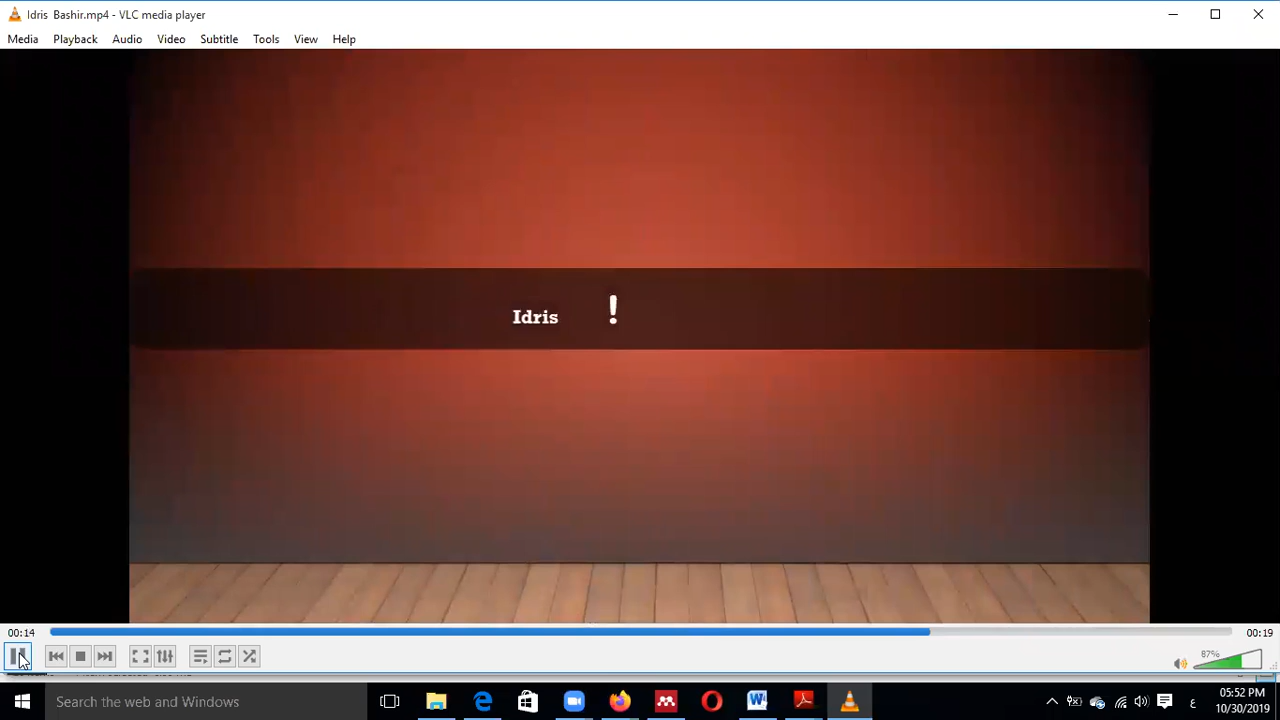 Idris Bashir.mp4 - VLC media player
Media Playback Audio Video Subtitle Tools View Help
Idris !
00:14 00:19
87%
Search the web and Windows
ع 05:52 PM
10/30/2019